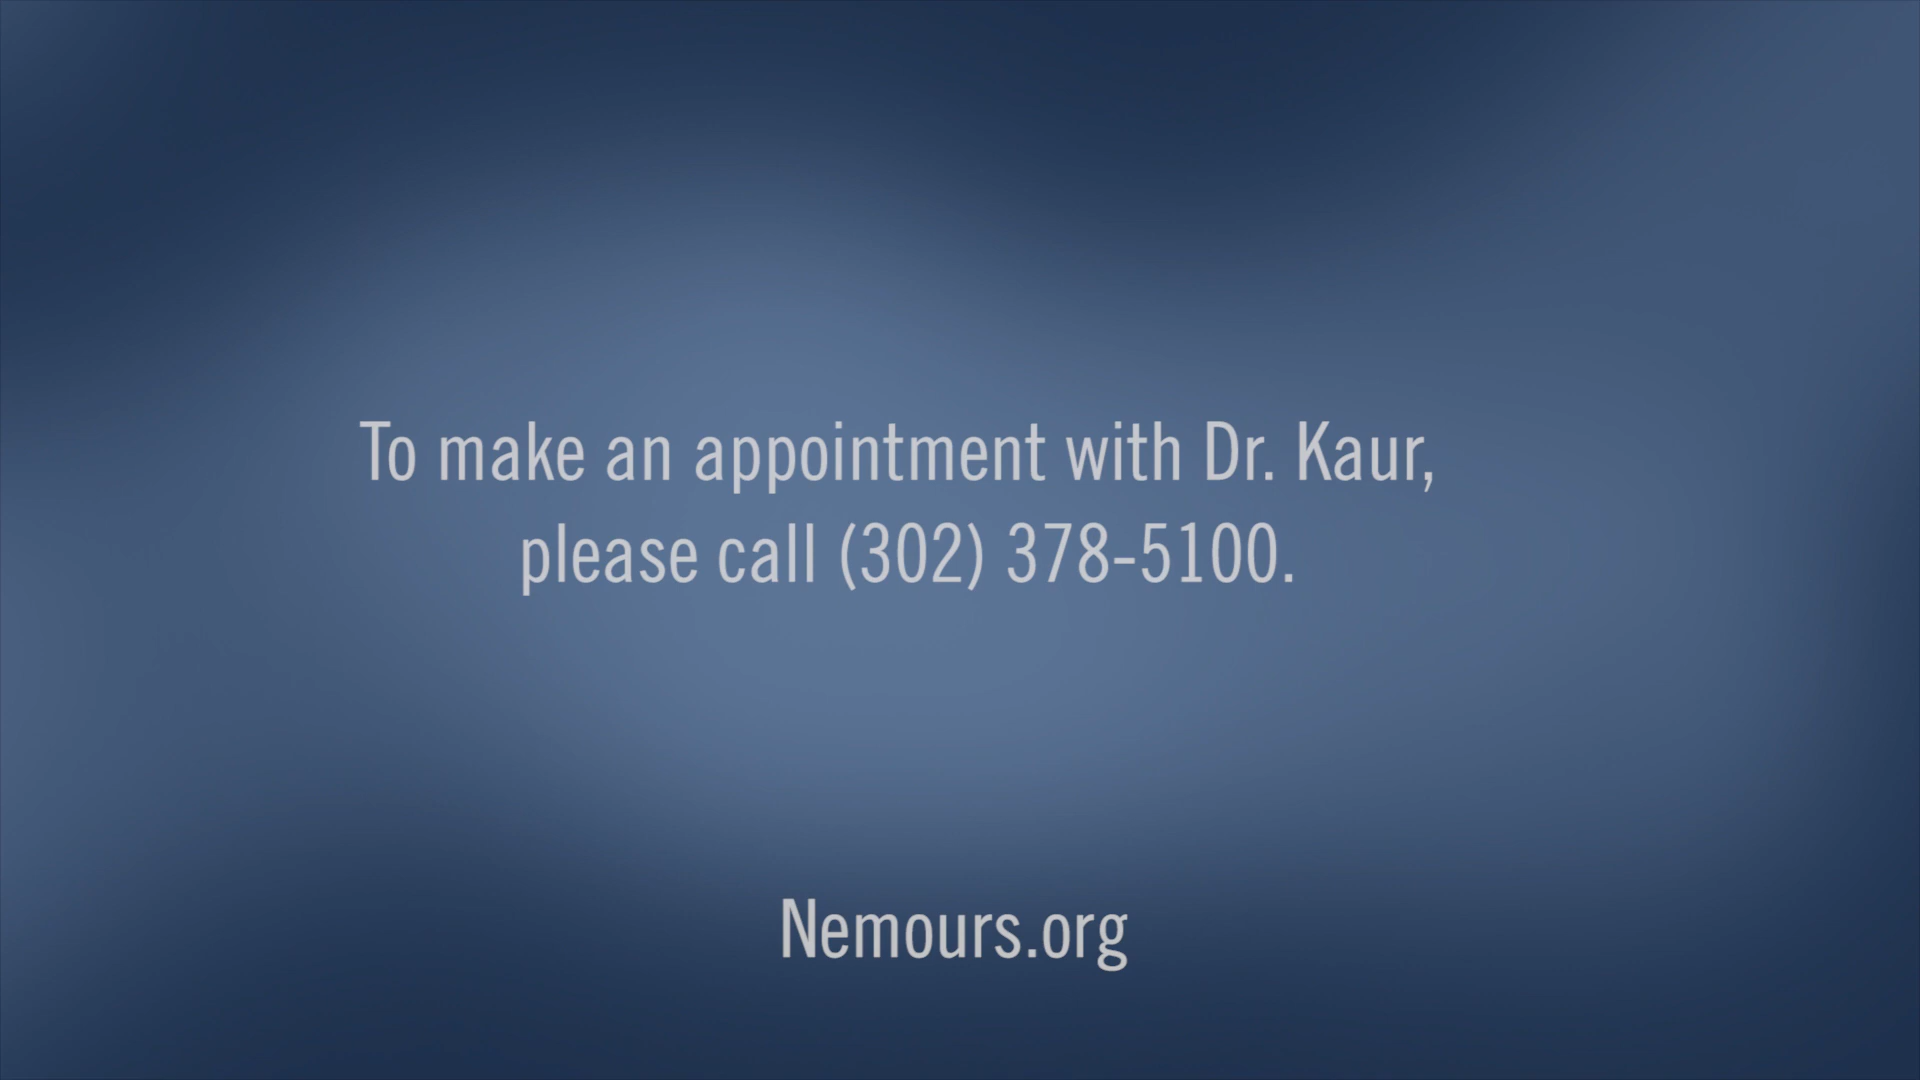 To make an appointment with Dr. Kaur,
please call (302) 378-5100.
Nemours.org